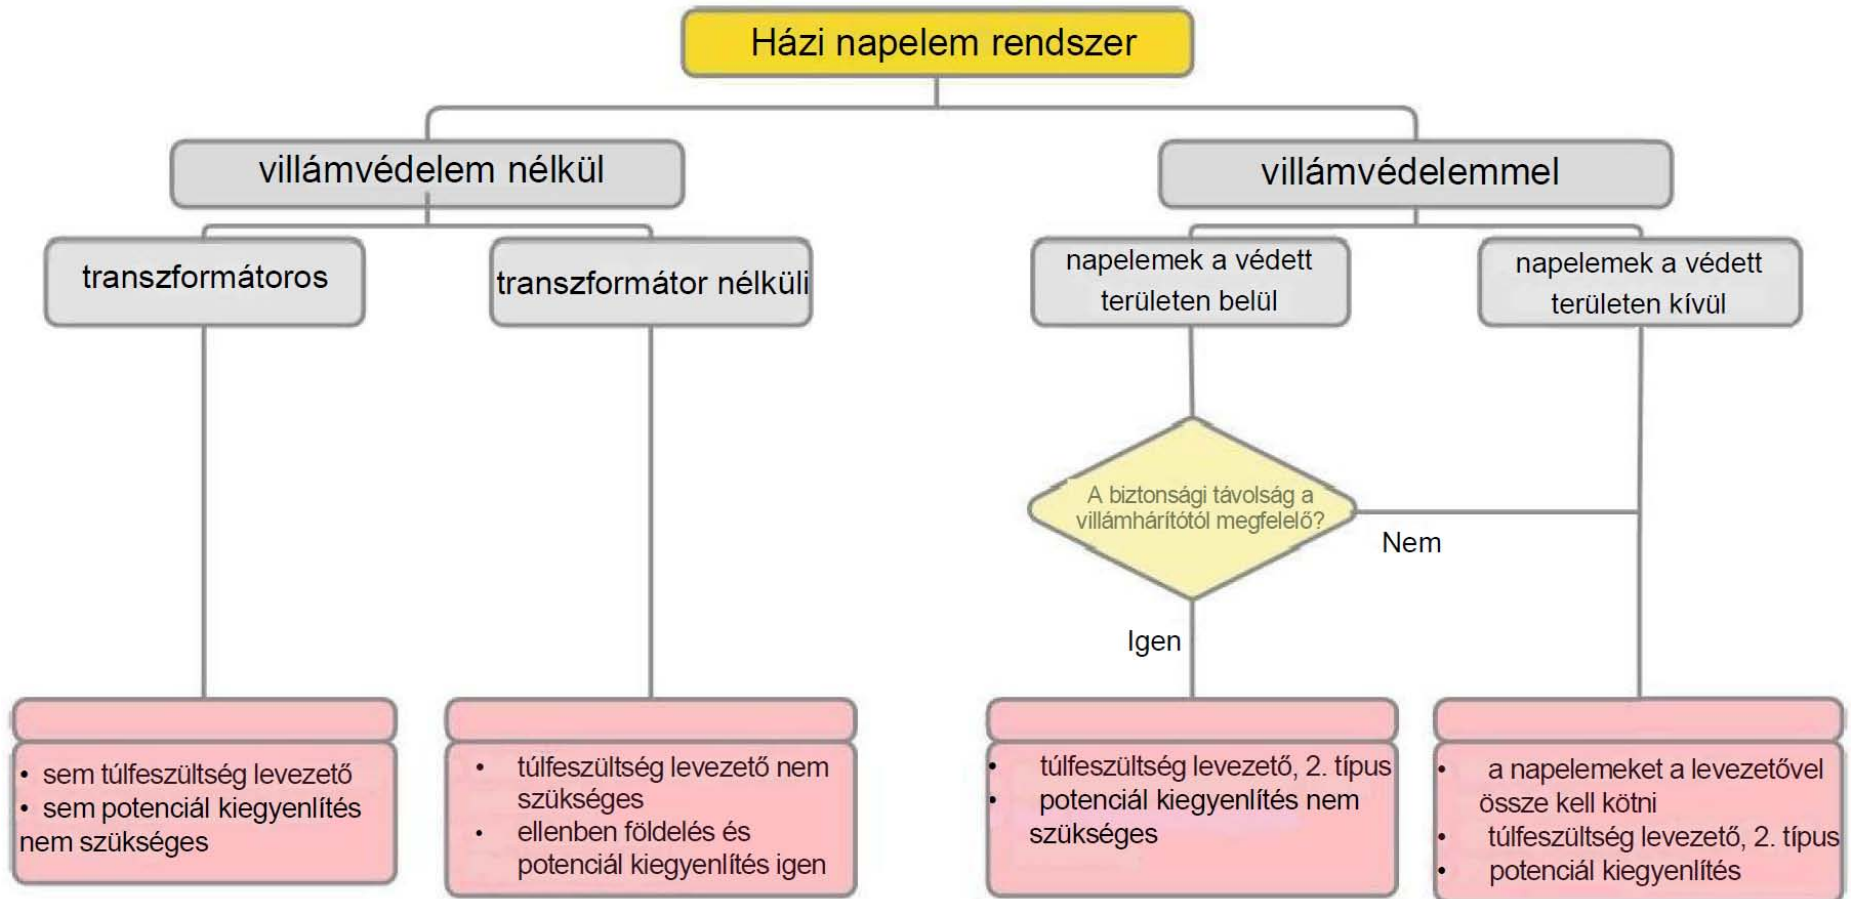 Házi napelem rendszer
villámvédelem nélkül
villámvédelemmel
transzformátoros
transzformátor nélküli
napelemek a védett
területen belül
napelemek a védett
területen kívül
A biztonsági távolság a
villámhárítótól megfelelő?
Nem
Igen
• sem túlfeszültség levezető
• sem potenciál kiegyenlítés
nem szükséges
• túlfeszültség levezető nem
szükséges
• ellenben földelés és
potenciál kiegyenlítés igen
• túlfeszültség levezető, 2. típus
• potenciál kiegyenlítés nem
szükséges
• a napelemeket a levezetővel
össze kell kötni
• túlfeszültség levezető, 2. típus
• potenciál kiegyenlítés